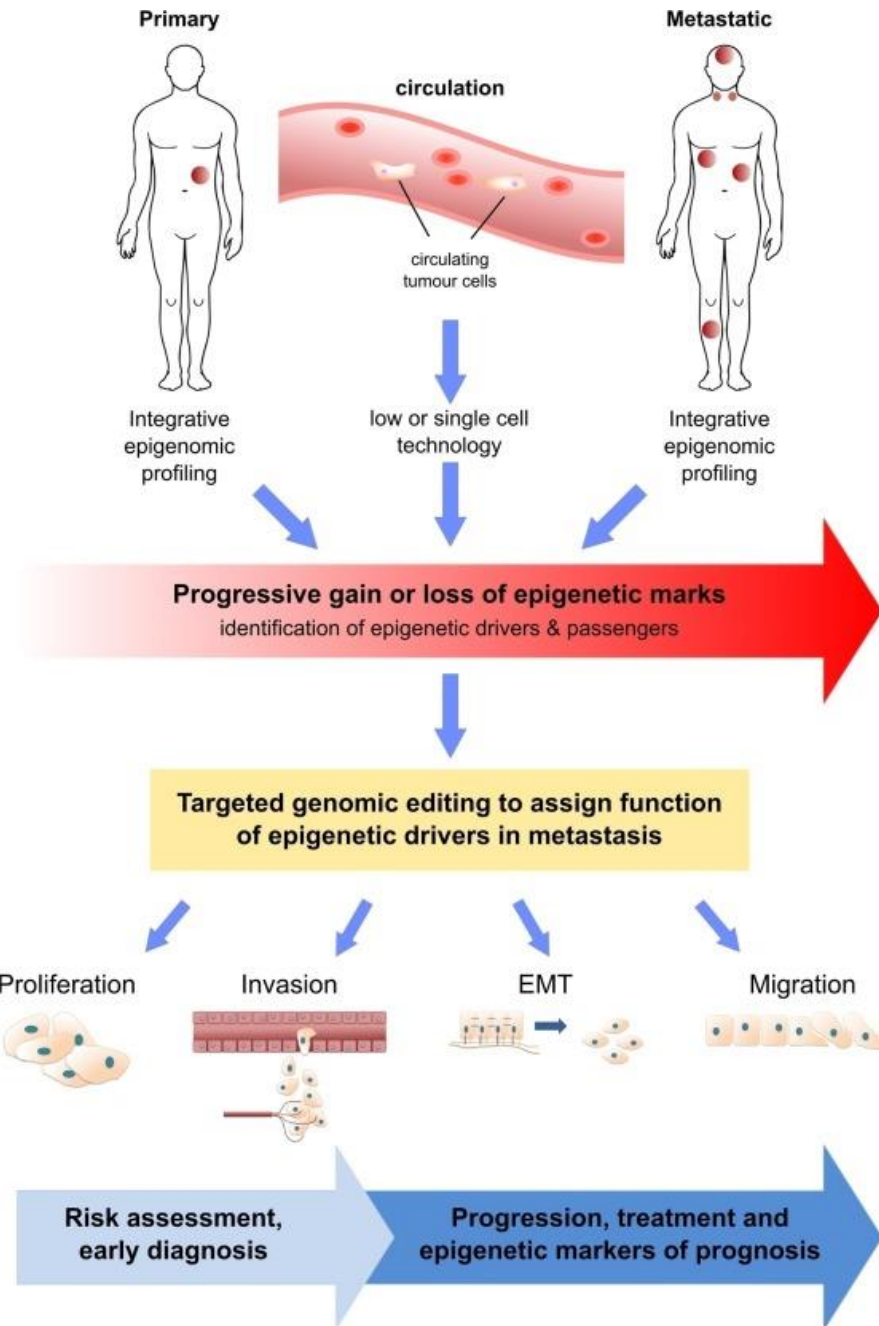 Primary
Metastatic
circulation
circulating
tumour cells
Integrative
epigenomic
profiling
low or single cell
technology
Integrative
epigenomic
profiling
Progressive gain or loss of epigenetic marks
identification of epigenetic drivers & passengers
Targeted genomic editing to assign function
of epigenetic drivers in metastasis
Proliferation
Invasion
EMT
Migration
Risk assessment,
early diagnosis
Progression, treatment and
epigenetic markers of prognosis